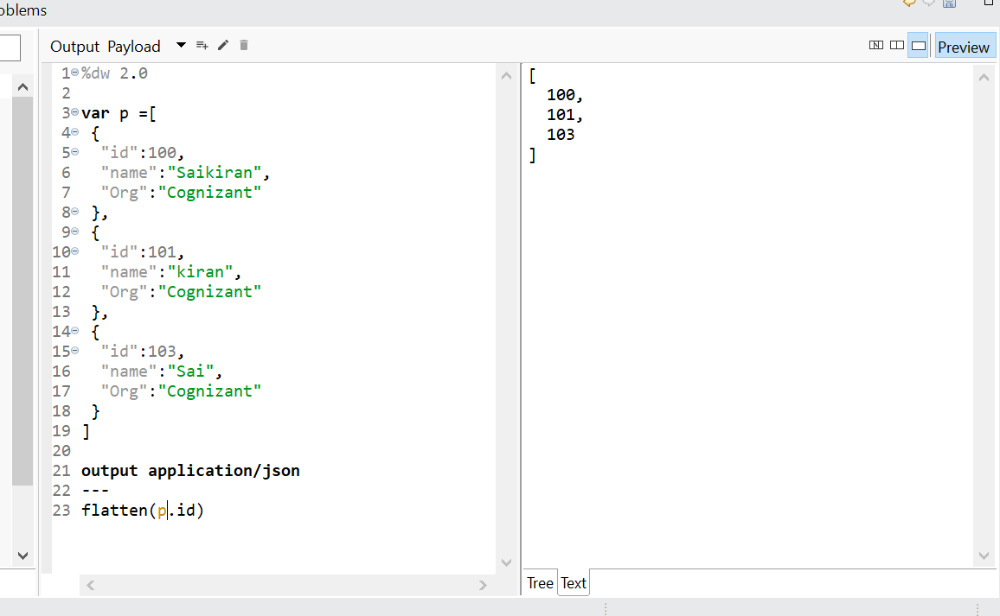 oblems
Output Payload
Preview
1 %dw 2.0
2
3 var p =[
4 {
5 "id":100,
6 "name":"Saikiran",
7 "Org":"Cognizant"
8 },
9 {
10 "id":101,
11 "name":"kiran",
12 "Org":"Cognizant"
13 },
14 {
15 "id":103,
16 "name":"Sai",
17 "Org":"Cognizant"
18 }
19 ]
20
21 output application/json
22 ---
23 flatten(p.id)
[
100,
101,
103
]
Tree Text